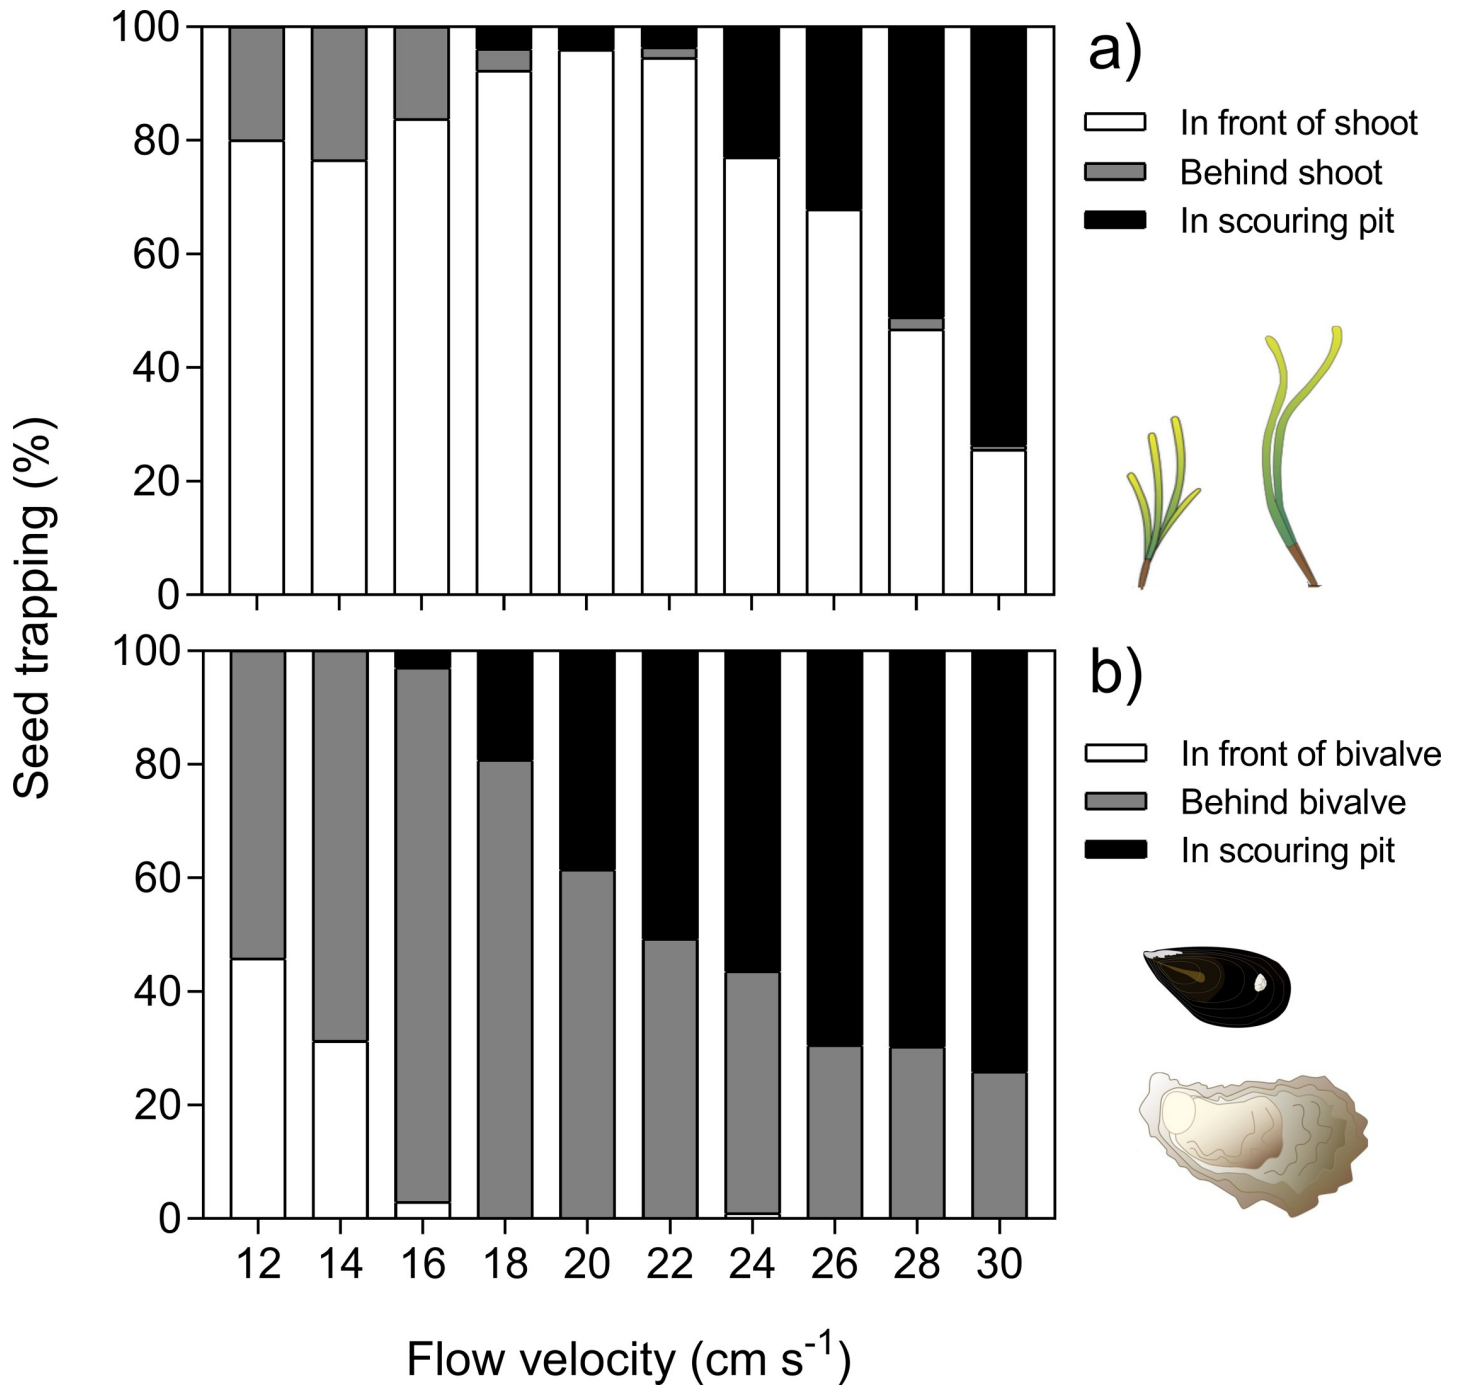 100
80
60
40
20
0
a)
In front of shoot
Behind shoot
In scouring pit
Seed trapping (%)
100
80
60
40
20
0
b)
In front of bivalve
Behind bivalve
In scouring pit
12 14 16 18 20 22 24 26 28 30
Flow velocity (cm s-1)